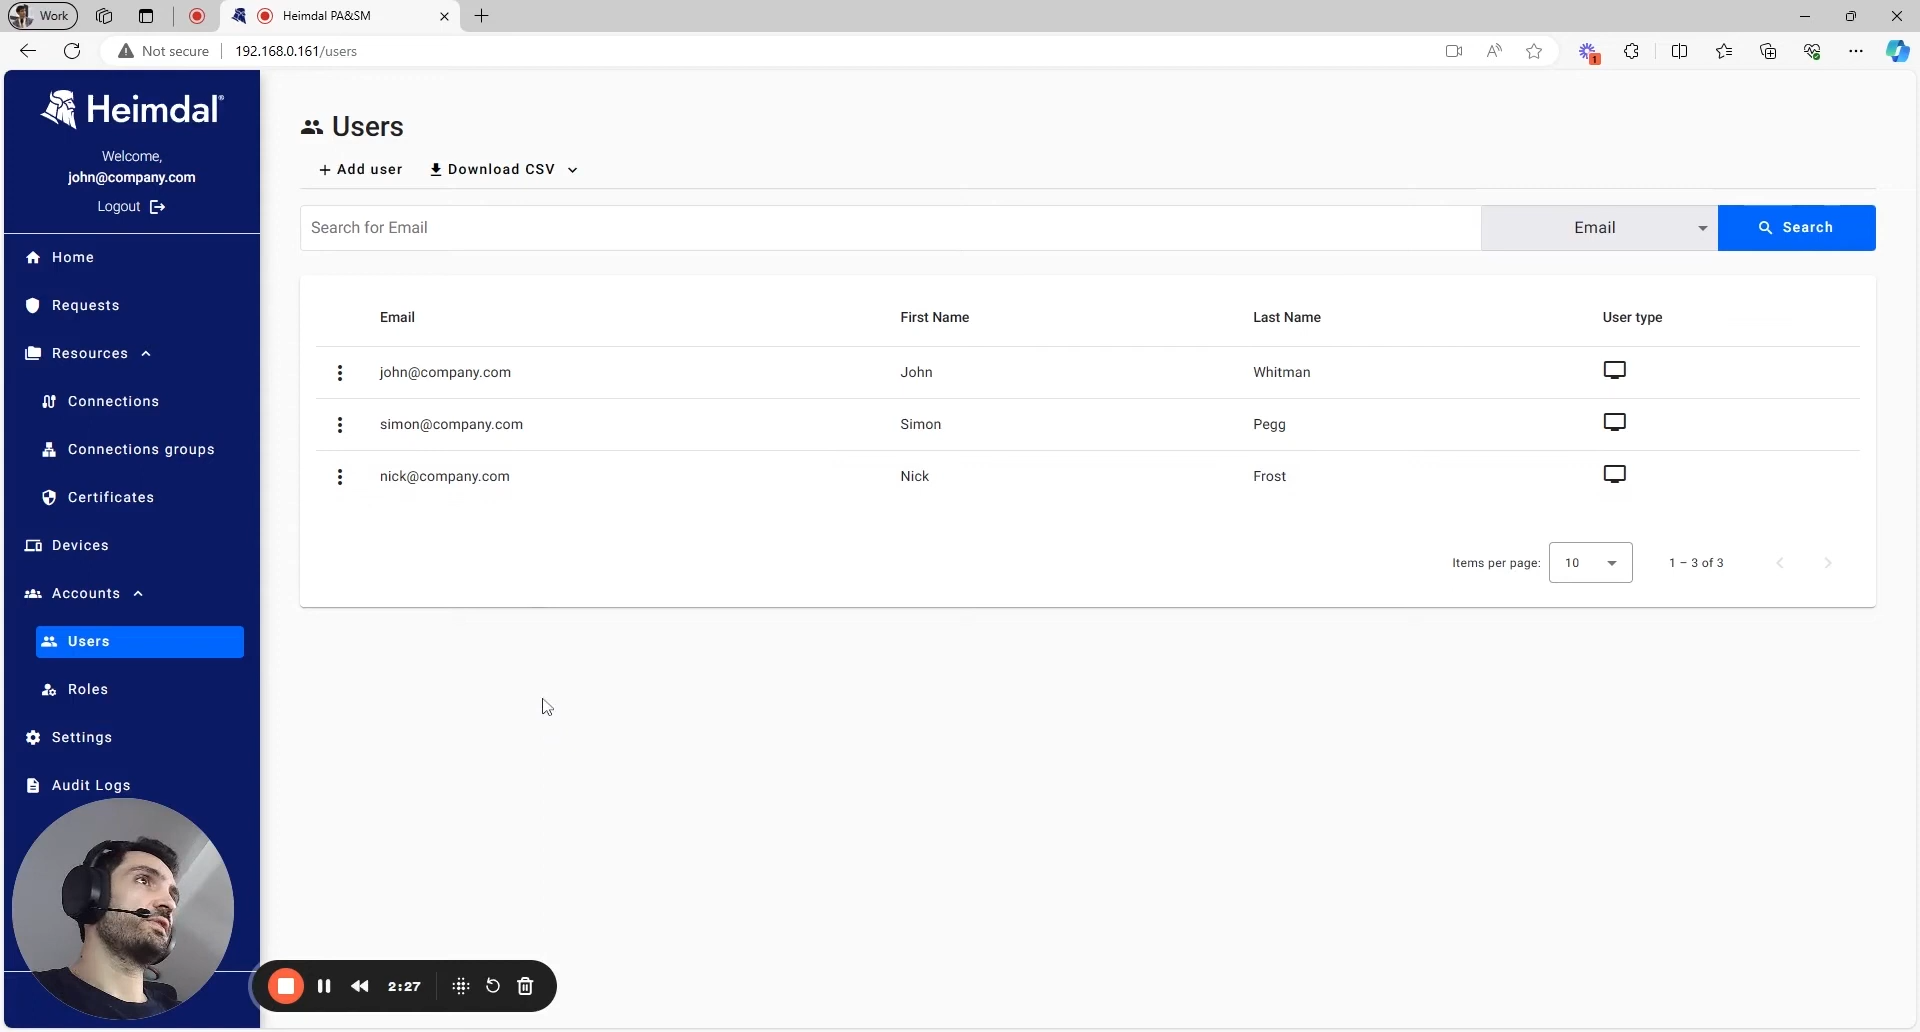 Work
Heimdal PA&SM
Not secure
192.168.0.161/users
1
Heimdal®
Welcome,
john@company.com
Logout
Home
Requests
Resources
Connections
Connections groups
Certificates
Devices
Accounts
Users
Roles
Settings
Audit Logs
Users
+ Add user
Download CSV
Search for Email
Email
Search
Email First Name Last Name User type
john@company.com John Whitman
simon@company.com Simon Pegg
nick@company.com Nick Frost
Items per page: 10 1 – 3 of 3
2:27